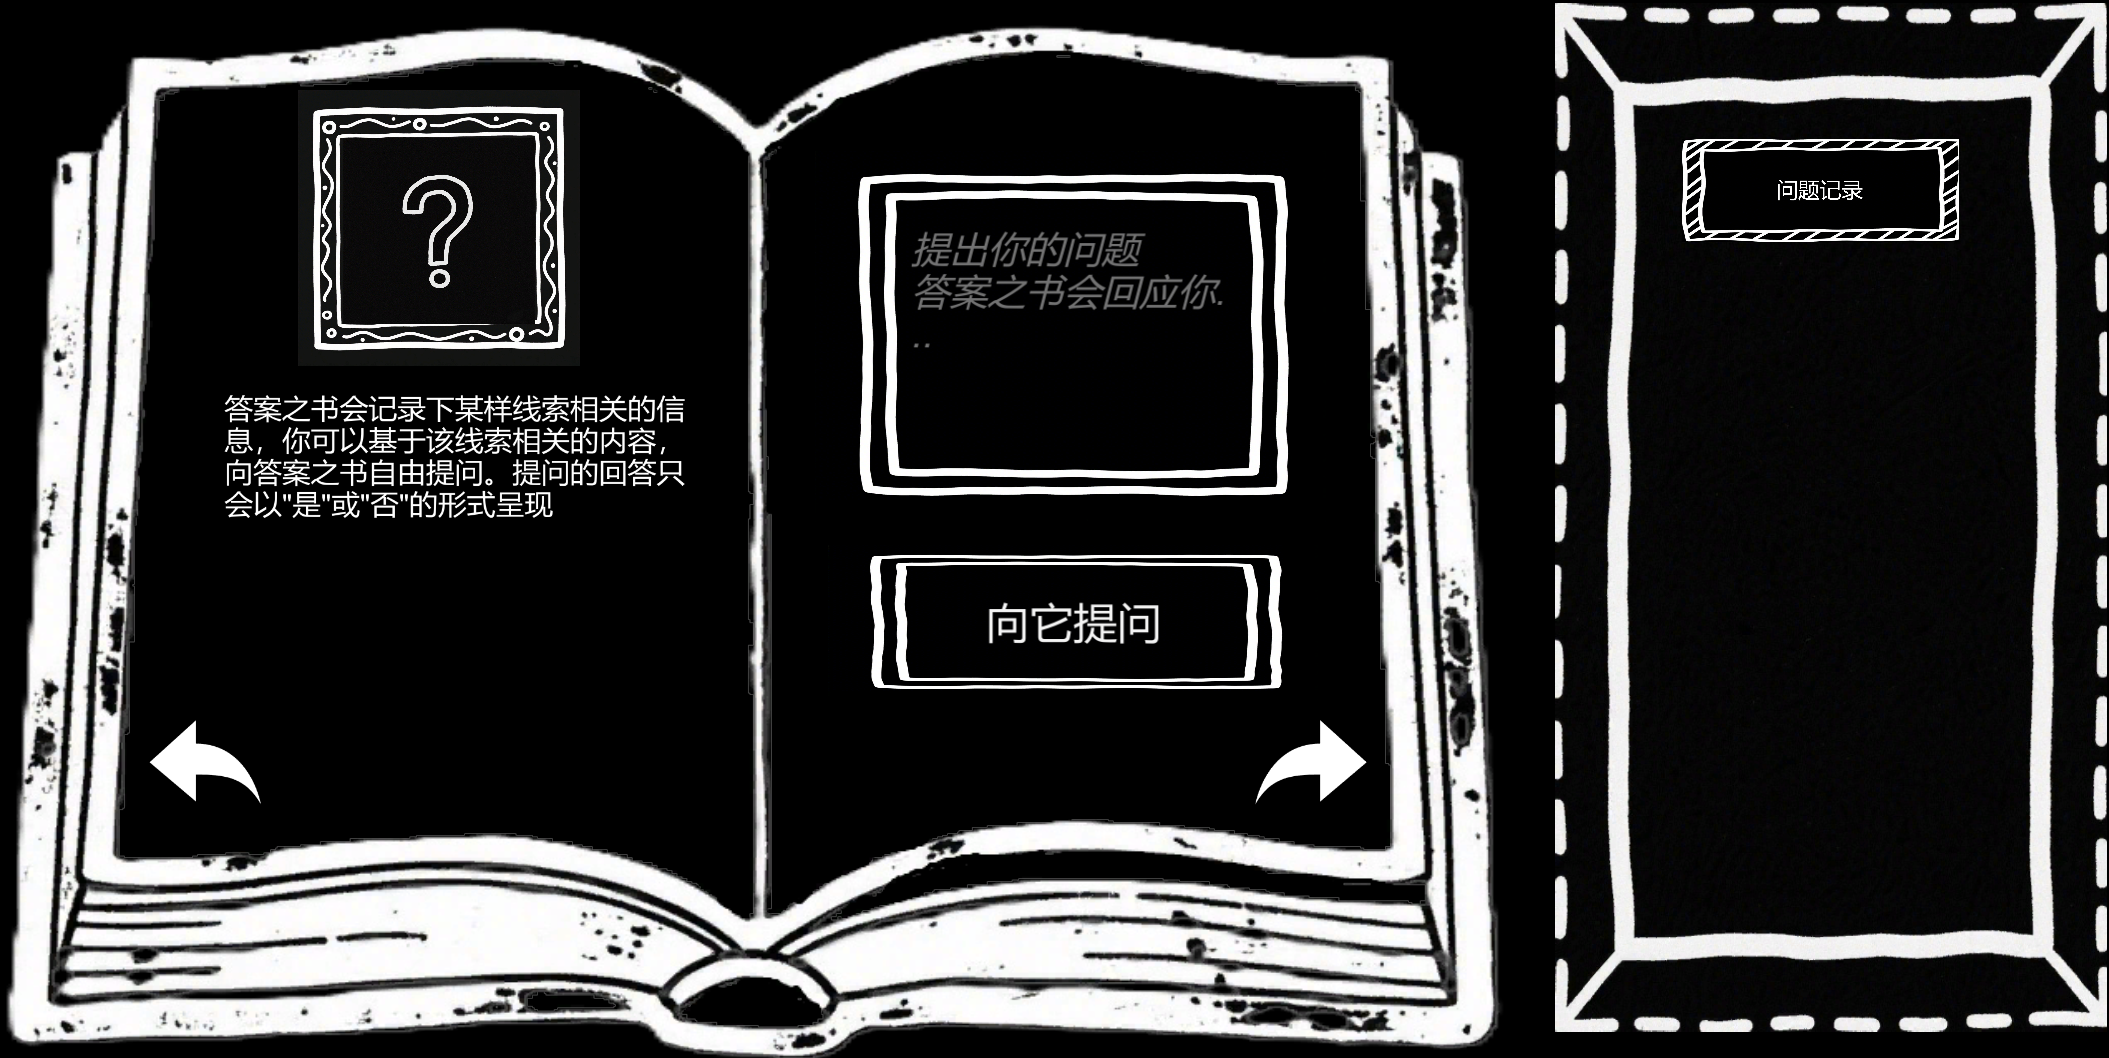 答案之书会记录下某样线索相关的信
息，你可以基于该线索相关的内容，
向答案之书自由提问。提问的回答只
会以"是"或"否"的形式呈现
提出你的问题
答案之书会回应你.
..
向它提问
问题记录